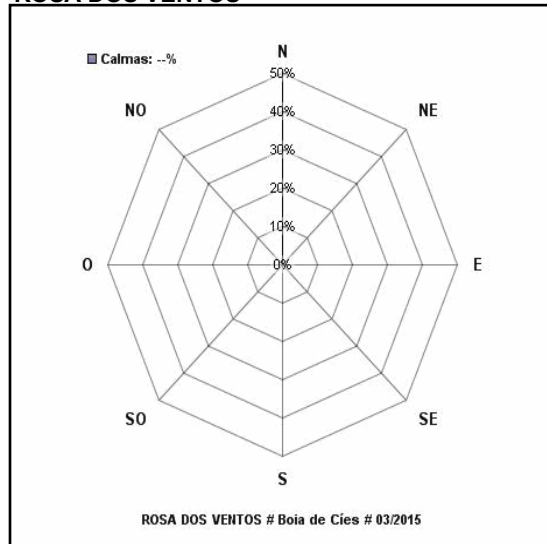 ROSA DOS VENTOS
Calmas: --%
N
50%
NO
NE
40%
30%
20%
10%
O
0%
E
SO
SE
S
ROSA DOS VENTOS # Boia de Cíes # 03/2015